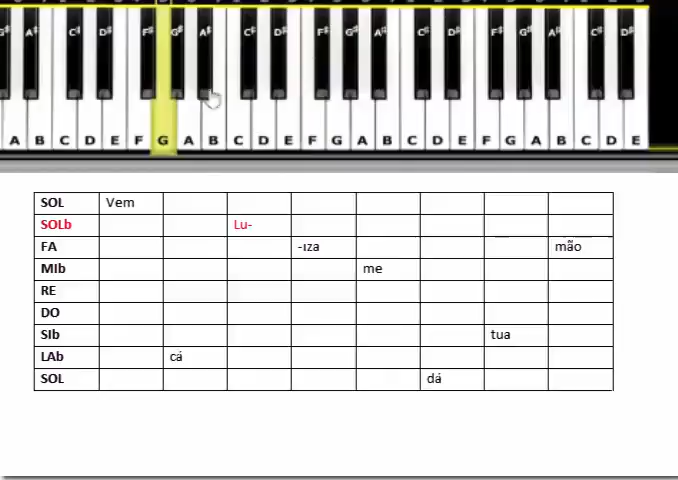 G# A# C# D# F# G# A# C# D# F# G# A# C# D# F# G# A# C# D#
A B C D E F G A B C D E F G A B C D E F G A B C D E
SOL Vem
SOLb Lu-
FA -iza mão
MIb me
RE
DO
SIb tua
LAb cá
SOL dá